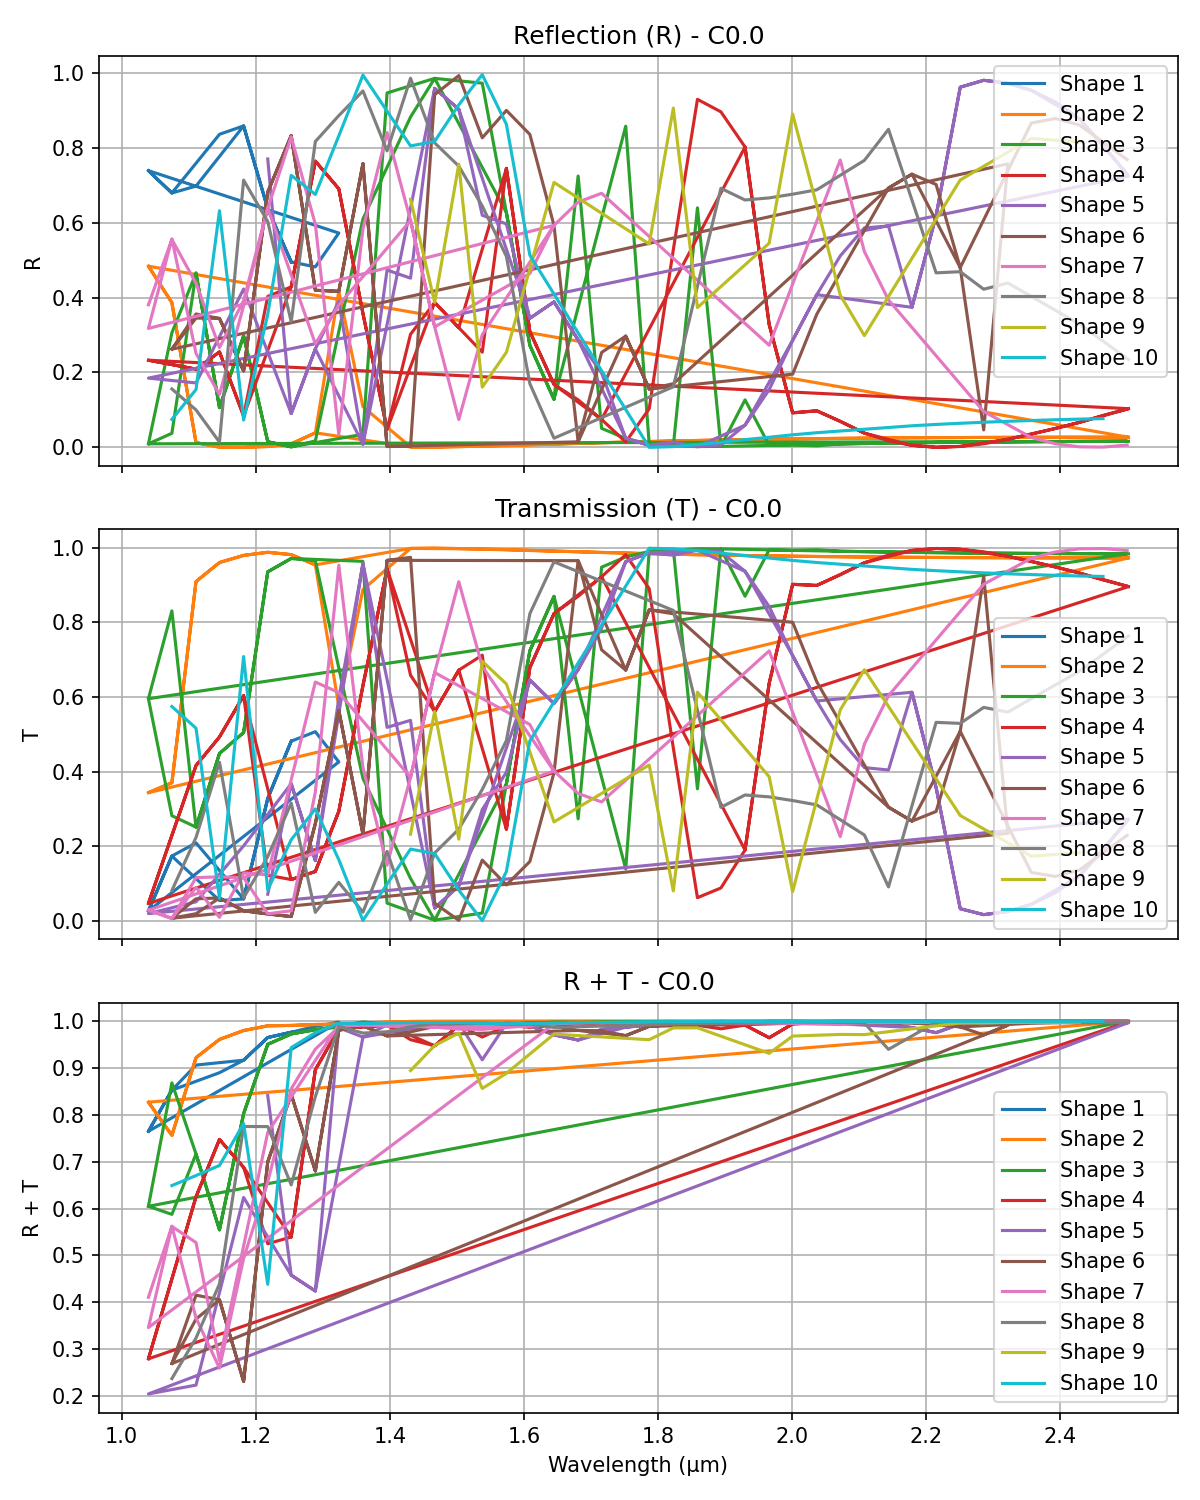 Reflection (R) - C0.0
1.0
0.8
0.6
0.4
0.2
0.0
R
Shape 1
Shape 2
Shape 3
Shape 4
Shape 5
Shape 6
Shape 7
Shape 8
Shape 9
Shape 10
Transmission (T) - C0.0
1.0
0.8
0.6
0.4
0.2
0.0
T
Shape 1
Shape 2
Shape 3
Shape 4
Shape 5
Shape 6
Shape 7
Shape 8
Shape 9
Shape 10
R + T - C0.0
1.0
0.9
0.8
0.7
0.6
0.5
0.4
0.3
0.2
R + T
Shape 1
Shape 2
Shape 3
Shape 4
Shape 5
Shape 6
Shape 7
Shape 8
Shape 9
Shape 10
1.0 1.2 1.4 1.6 1.8 2.0 2.2 2.4
Wavelength (μm)